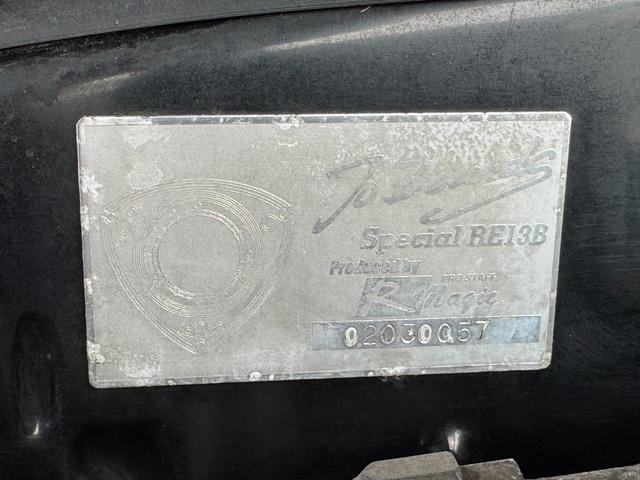 Special RE13B
Produced by
PRO STAFF
R Magic
02030057